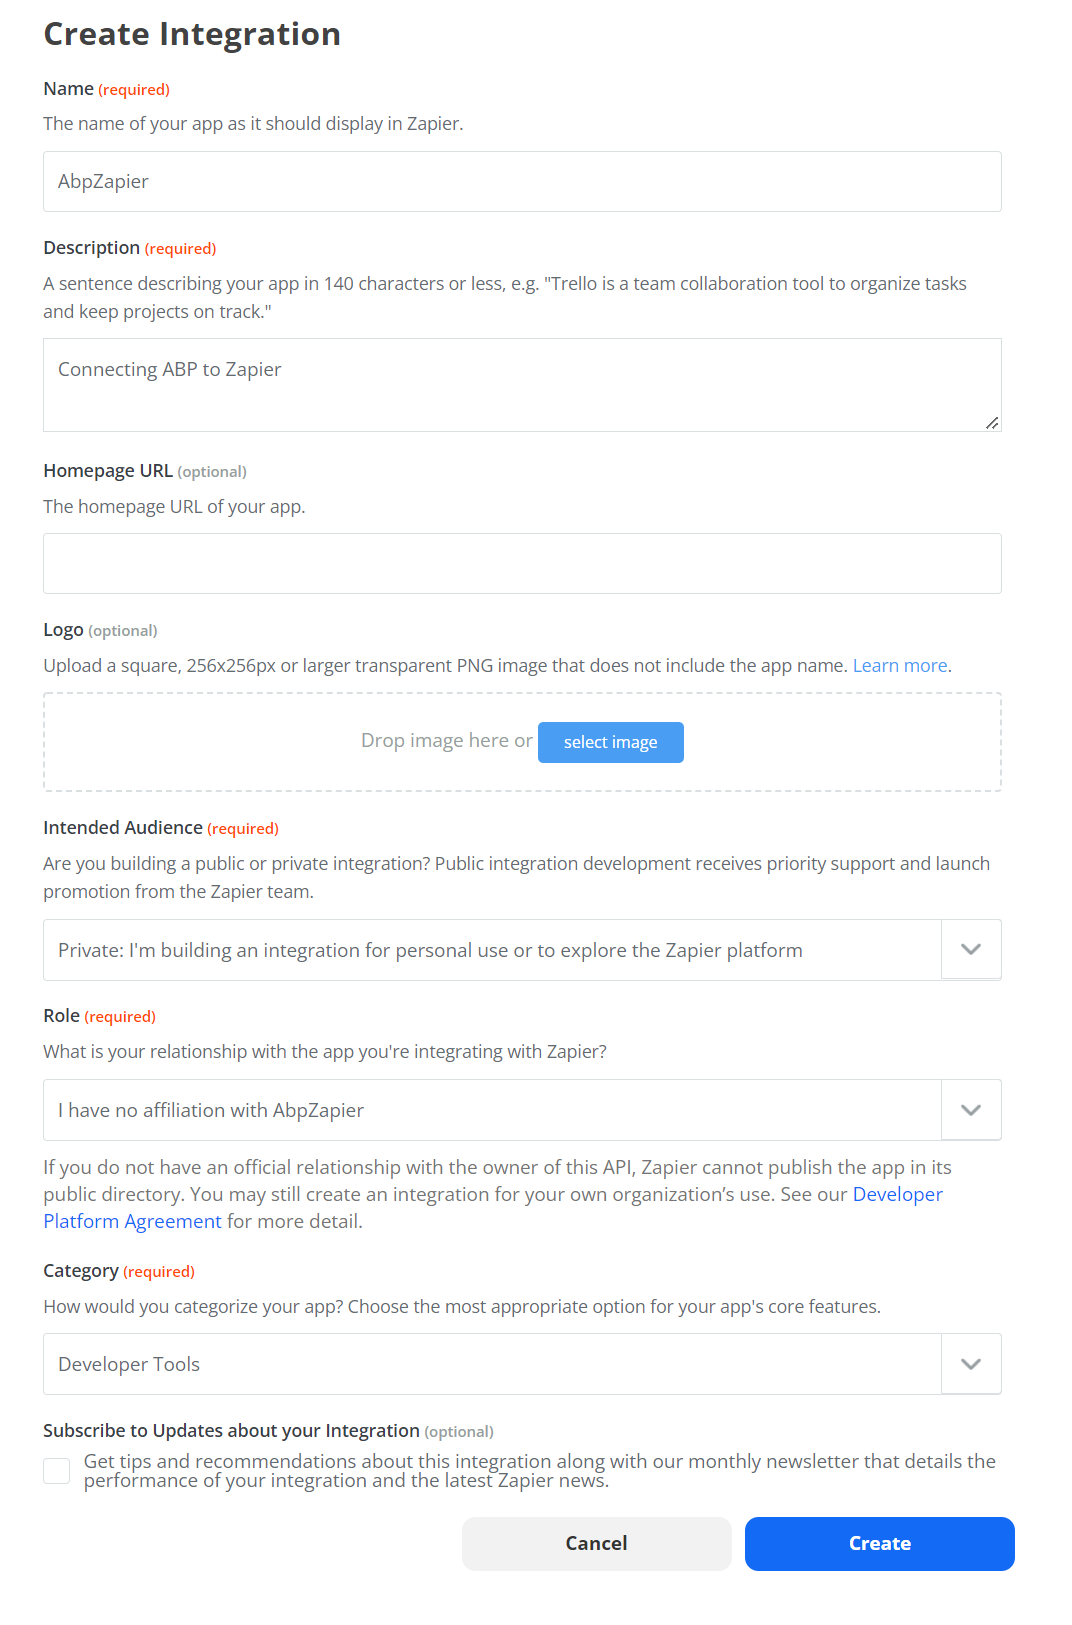 Create Integration
Name (required)
The name of your app as it should display in Zapier.
AbpZapier
Description (required)
A sentence describing your app in 140 characters or less, e.g. "Trello is a team collaboration tool to organize tasks
and keep projects on track."
Connecting ABP to Zapier
Homepage URL (optional)
The homepage URL of your app.
Logo (optional)
Upload a square, 256x256px or larger transparent PNG image that does not include the app name. Learn more.
Drop image here or select image
Intended Audience (required)
Are you building a public or private integration? Public integration development receives priority support and launch
promotion from the Zapier team.
Private: I'm building an integration for personal use or to explore the Zapier platform
Role (required)
What is your relationship with the app you're integrating with Zapier?
I have no affiliation with AbpZapier
If you do not have an official relationship with the owner of this API, Zapier cannot publish the app in its
public directory. You may still create an integration for your own organization’s use. See our Developer
Platform Agreement for more detail.
Category (required)
How would you categorize your app? Choose the most appropriate option for your app's core features.
Developer Tools
Subscribe to Updates about your Integration (optional)
Get tips and recommendations about this integration along with our monthly newsletter that details the
performance of your integration and the latest Zapier news.
Cancel Create